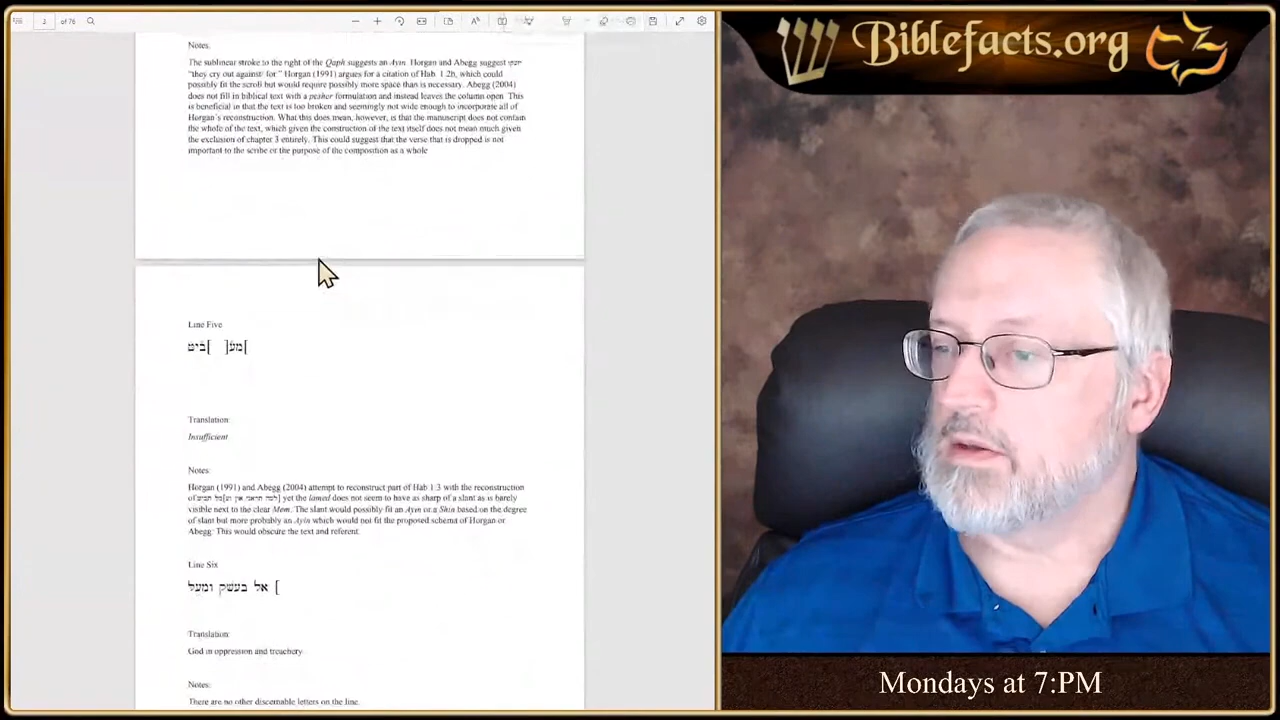 3 of 76
Biblefacts.org
Notes:
The sublinear stroke to the right of the Qaph suggests an Ayin. Horgan and Abegg suggest
"they cry out against/ for" Horgan (1991) argues for a citation of Hab 1.2b, which could
possibly fit the scroll but would require possibly more space than is necessary. Abegg (2004)
does not fill in biblical text with a pesher formulation and instead leaves the column open. This
is beneficial in that the text is too broken and seemingly not wide enough to incorporate all of
Horgan's reconstruction. What this does mean, however, is that the manuscript does not contain
the whole of the text, which given the construction of the text itself does not mean much given
the exclusion of chapter 3 entirely. This could suggest that the verse that is dropped is not
important to the scribe or the purpose of the composition as a whole
Line Five
]מע[ ]ביט
Translation:
Insufficient
Notes:
Horgan (1991) and Abegg (2004) attempt to reconstruct part of Hab 1:3 with the reconstruction
of למה תראני און וע]מל תביט] yet the lamed does not seem to have as sharp of a slant as is barely
visible next to the clear Mem. The slant would possibly fit an Ayin or a Shin based on the degree
of slant but more probably an Ayin which would not fit the proposed schema of Horgan or
Abegg. This would obscure the text and referent.
Line Six
] אל בעשק ומעל
Translation:
God in oppression and treachery
Notes:
There are no other discernable letters on the line.
Mondays at 7:PM